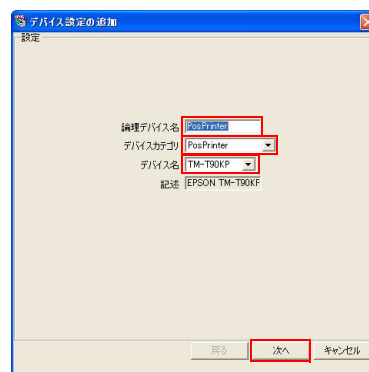 デバイス設定の追加
設定
論理デバイス名 PosPrinter
デバイスカテゴリ PosPrinter
デバイス名 TM-T90KP
記述 EPSON TM-T90KP
戻る 次へ キャンセル